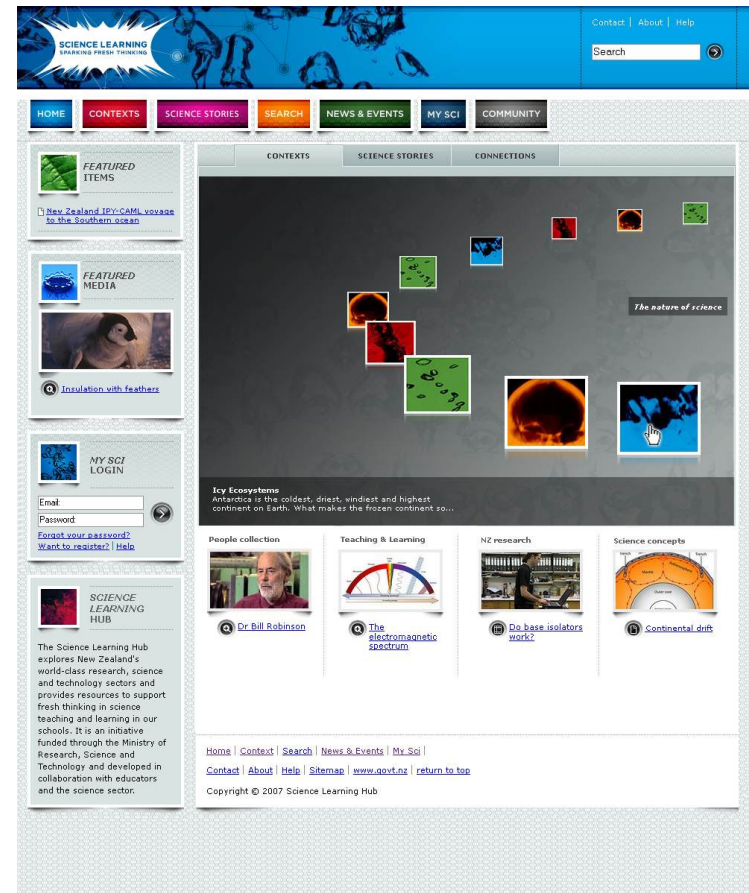 Contact | About | Help
SCIENCE LEARNING
SPARKING FRESH THINKING
Search
HOME
CONTEXTS
SCIENCE STORIES
SEARCH
NEWS & EVENTS
MY SCI
COMMUNITY
FEATURED
ITEMS
New Zealand IPY-CAML voyage
to the Southern ocean
FEATURED
MEDIA
Insulation with feathers
MY SCI
LOGIN
Email:
Password:
Forgot your password?
Want to register? | Help
SCIENCE
LEARNING
HUB
The Science Learning Hub
explores New Zealand's
world-class research, science
and technology sectors and
provides resources to support
fresh thinking in science
teaching and learning in our
schools. It is an initiative
funded through the Ministry of
Research, Science and
Technology and developed in
collaboration with educators
and the science sector.
CONTEXTS
SCIENCE STORIES
CONNECTIONS
The nature of science
Icy Ecosystems
Antarctica is the coldest, driest, windiest and highest
continent on Earth. What makes the frozen continent so...
People collection
Dr Bill Robinson
Teaching & Learning
The
electromagnetic
spectrum
NZ research
Do base isolators
work?
Science concepts
Continental drift
Home | Context | Search | News & Events | My Sci |
Contact | About | Help | Sitemap | www.govt.nz | return to top
Copyright © 2007 Science Learning Hub